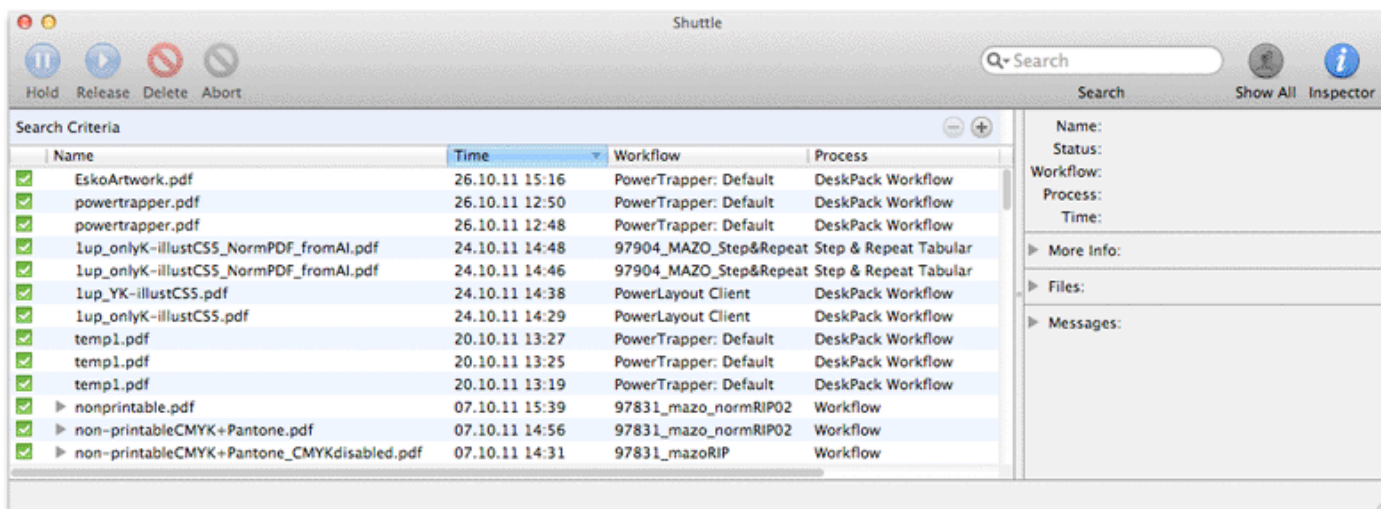 Shuttle
Hold Release Delete Abort Search Search Show All Inspector
Search Criteria
Name Time Workflow Process
EskoArtwork.pdf 26.10.11 15:16 PowerTrapper: Default DeskPack Workflow
powertrapper.pdf 26.10.11 12:50 PowerTrapper: Default DeskPack Workflow
powertrapper.pdf 26.10.11 12:48 PowerTrapper: Default DeskPack Workflow
1up_onlyK-illustCS5_NormPDF_fromAI.pdf 24.10.11 14:48 97904_MAZO_Step&Repeat Step & Repeat Tabular
1up_onlyK-illustCS5_NormPDF_fromAI.pdf 24.10.11 14:46 97904_MAZO_Step&Repeat Step & Repeat Tabular
1up_YK-illustCS5.pdf 24.10.11 14:38 PowerLayout Client DeskPack Workflow
1up_onlyK-illustCS5.pdf 24.10.11 14:29 PowerLayout Client DeskPack Workflow
temp1.pdf 20.10.11 13:27 PowerTrapper: Default DeskPack Workflow
temp1.pdf 20.10.11 13:25 PowerTrapper: Default DeskPack Workflow
temp1.pdf 20.10.11 13:19 PowerTrapper: Default DeskPack Workflow
nonprintable.pdf 07.10.11 15:39 97831_mazo_normRIP02 Workflow
non-printableCMYK+Pantone.pdf 07.10.11 14:56 97831_mazo_normRIP02 Workflow
non-printableCMYK+Pantone_CMYKdisabled.pdf 07.10.11 14:31 97831_mazoRIP Workflow
Name:
Status:
Workflow:
Process:
Time:
More Info:
Files:
Messages: